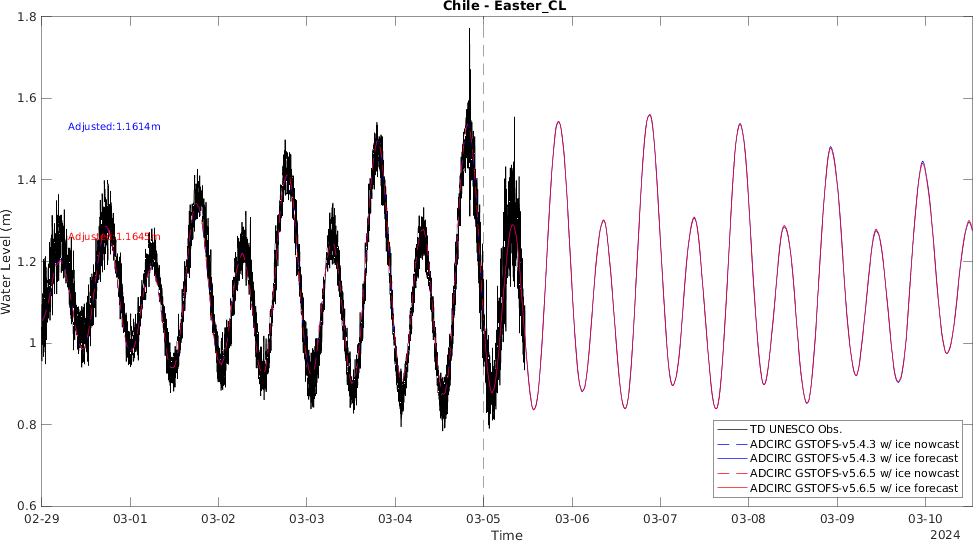 Chile - Easter_CL
1.8
1.6
1.4
1.2
1
0.8
0.6
Water Level (m)
Adjusted:1.1614m
Adjusted:1.1645m
TD UNESCO Obs.
ADCIRC GSTOFS-v5.4.3 w/ ice nowcast
ADCIRC GSTOFS-v5.4.3 w/ ice forecast
ADCIRC GSTOFS-v5.6.5 w/ ice nowcast
ADCIRC GSTOFS-v5.6.5 w/ ice forecast
02-29 03-01 03-02 03-03 03-04 03-05 03-06 03-07 03-08 03-09 03-10
Time
2024